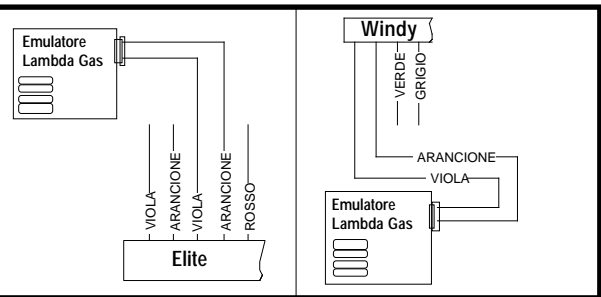 Emulatore
Lambda Gas
VIOLA
ARANCIONE
VIOLA
ARANCIONE
ROSSO
Elite
Windy
VERDE
GRIGIO
ARANCIONE
VIOLA
Emulatore
Lambda Gas